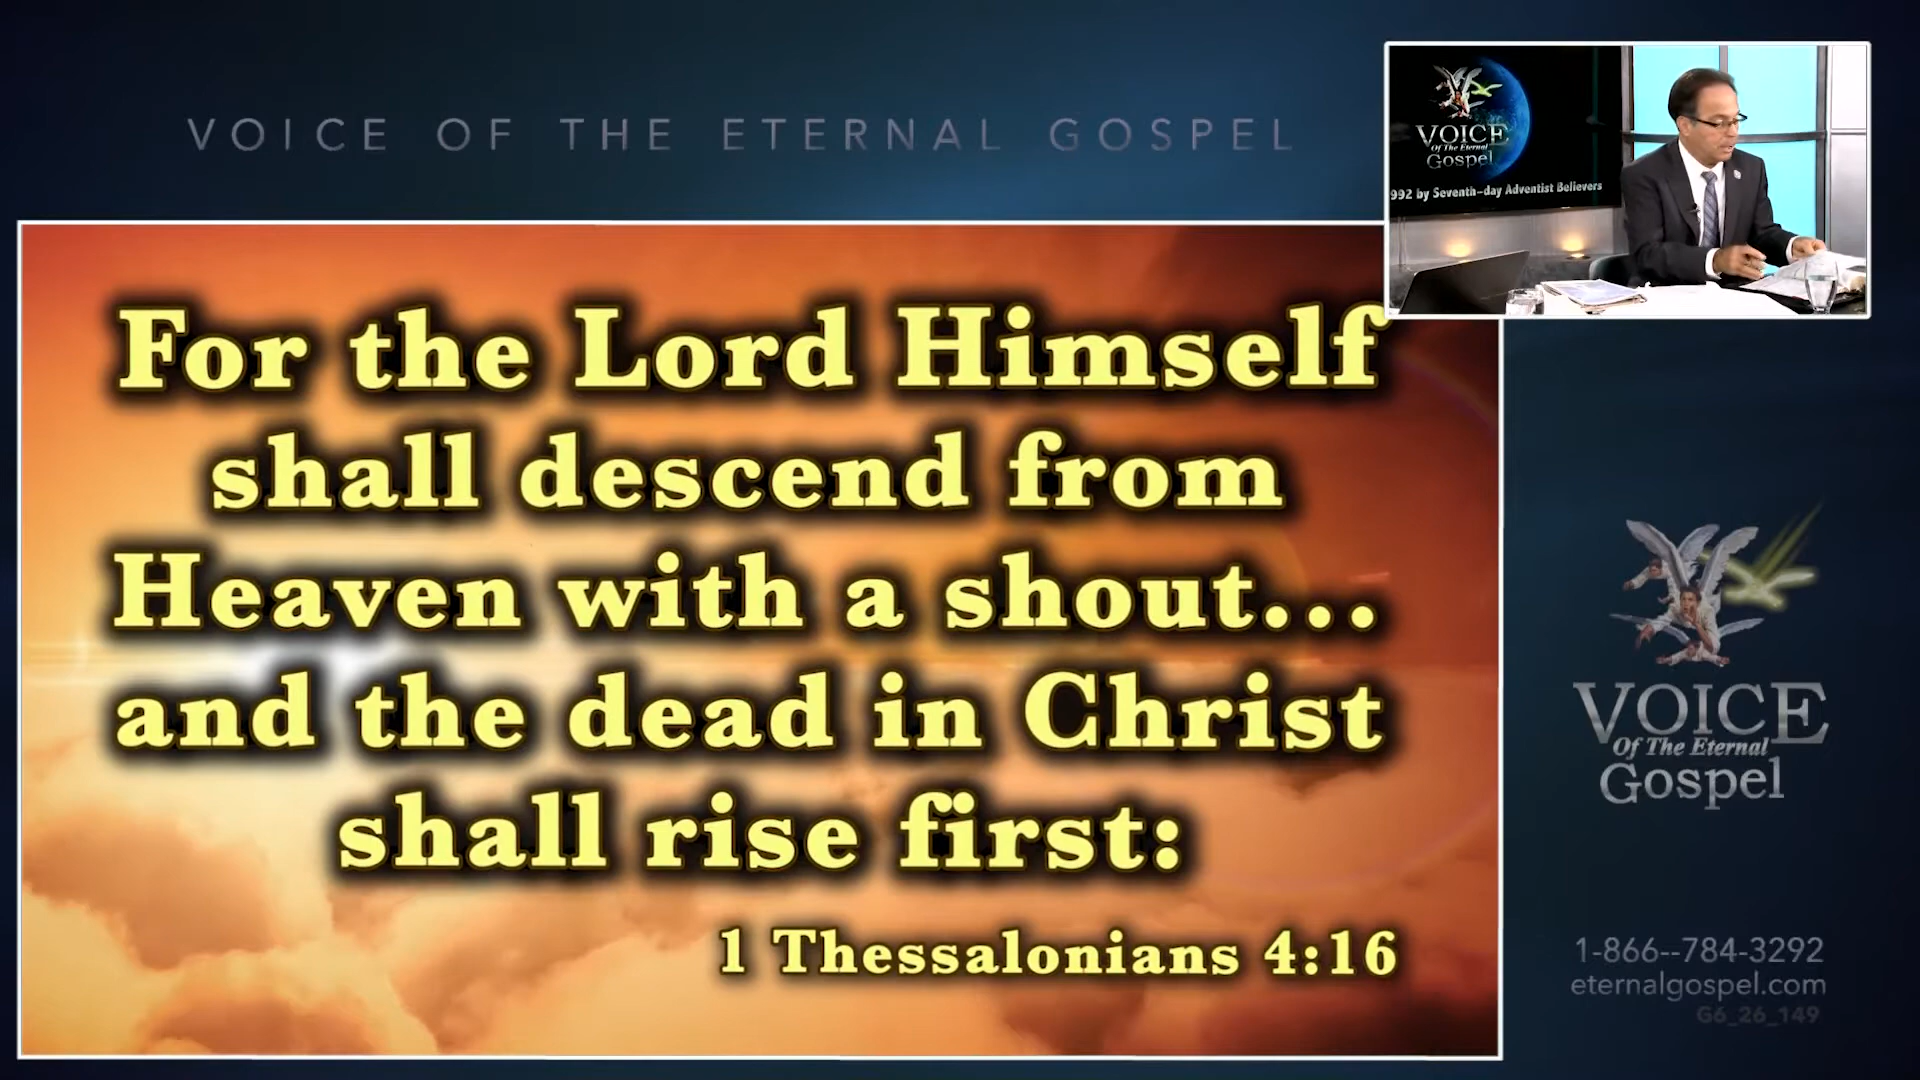 VOICE OF THE ETERNAL GOSPEL
VOICE
Of The Eternal
Gospel
992 by Seventh-day Adventist Believers
For the Lord Himself
shall descend from
Heaven with a shout...
and the dead in Christ
shall rise first:
1 Thessalonians 4:16
VOICE
Of The Eternal
Gospel
1-866--784-3292
eternalgospel.com
G6_26_149